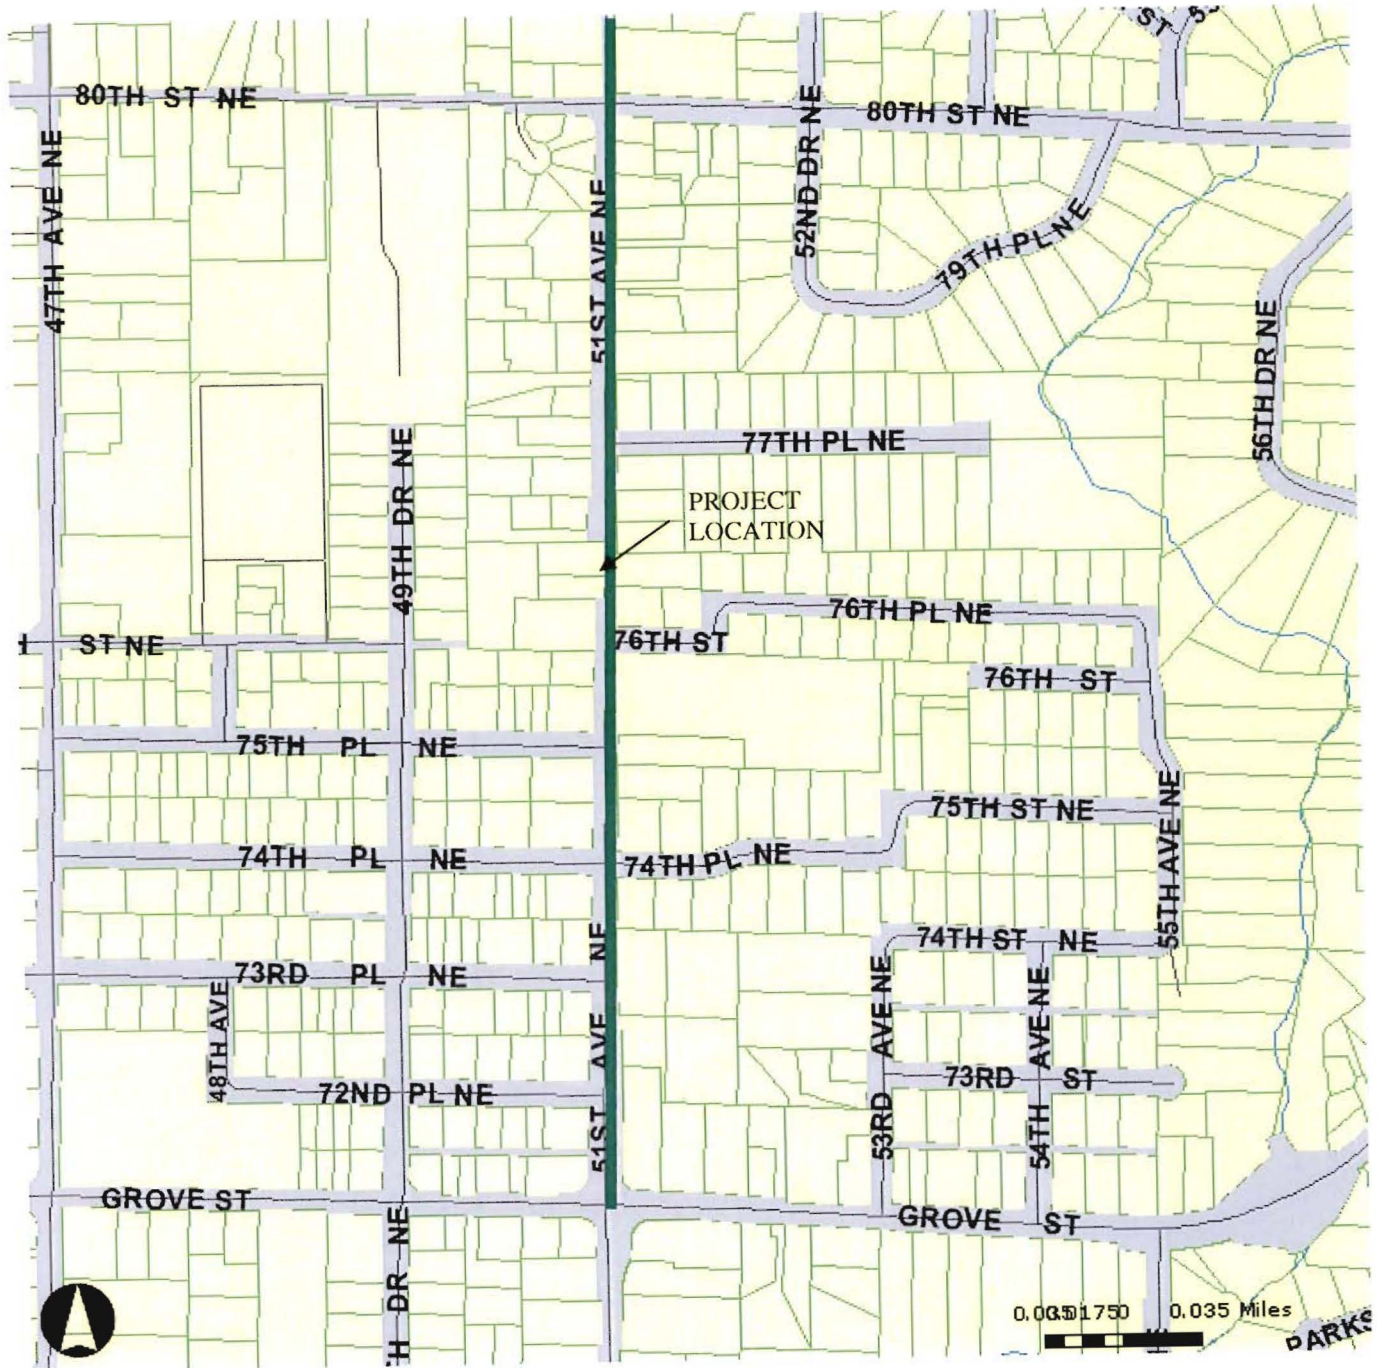 ST
80TH ST NE
80TH ST NE
47TH AVE NE
52ND DR NE
51ST AVE NE
79TH PL NE
56TH DR NE
77TH PL NE
49TH DR NE
PROJECT
LOCATION
76TH PL NE
76TH ST
ST NE
76TH ST
75TH PL NE
75TH ST NE
74TH PL NE
74TH PL NE
55TH AVE NE
74TH ST NE
73RD PL NE
48TH AVE
51ST AVE NE
53RD AVE NE
54TH AVE NE
73RD ST
72ND PL NE
GROVE ST
GROVE ST
TH DR NE
0.035 Miles
PARKS